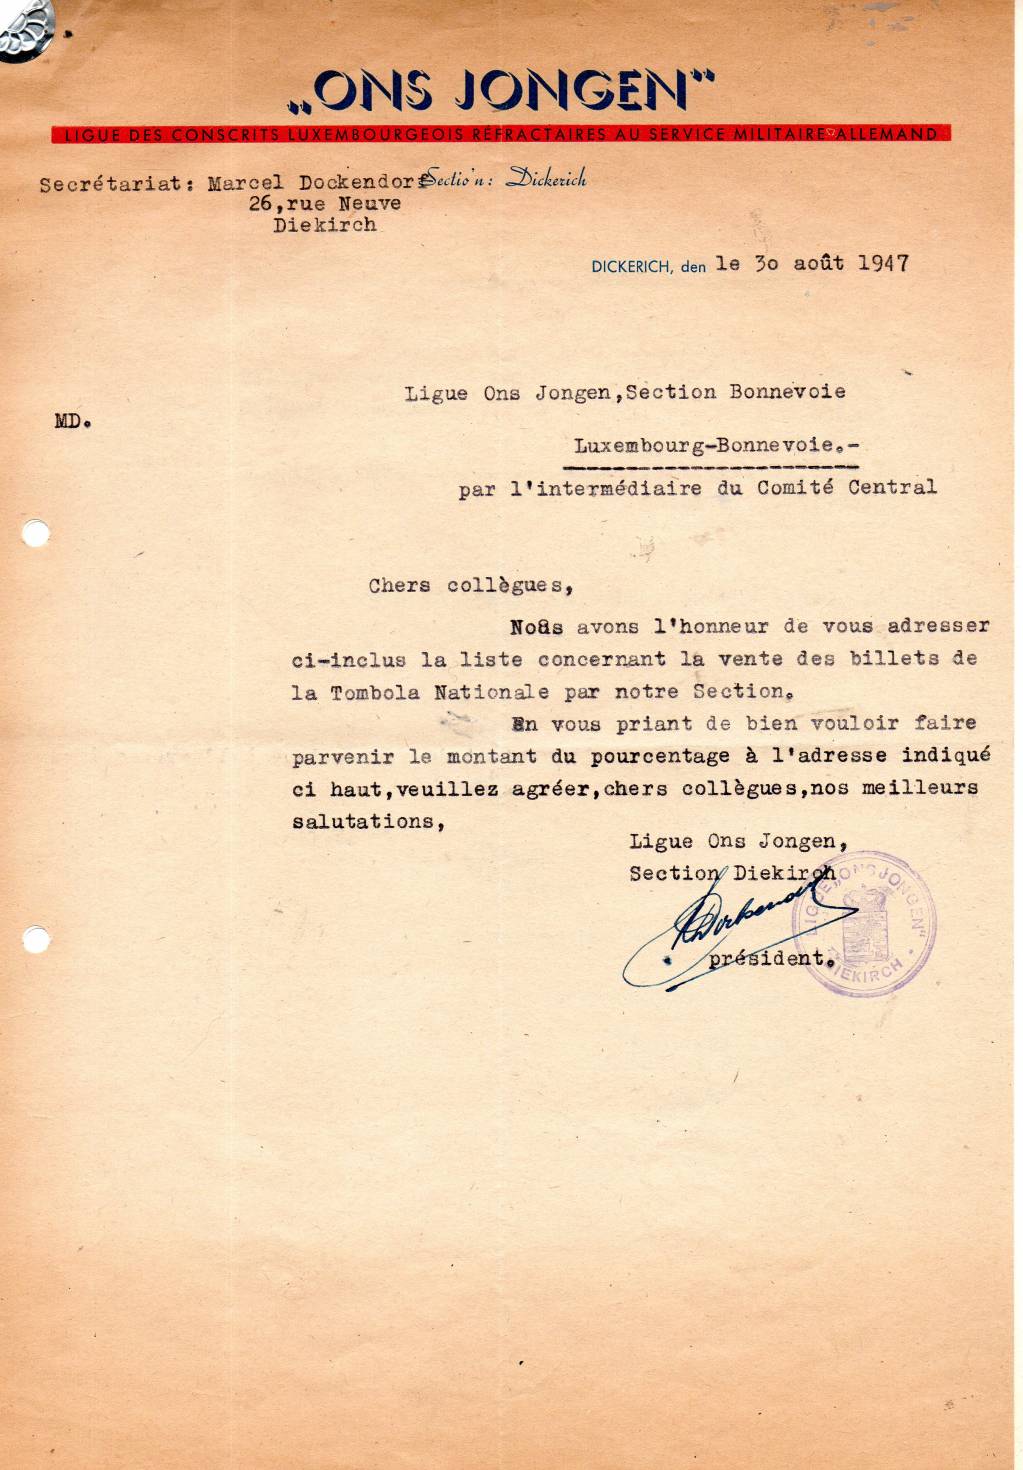 „ONS JONGEN"
LIGUE DES CONSCRITS LUXEMBOURGEOIS RÉFRACTAIRES AU SERVICE MILITAIRE ALLEMAND
Secrétariat: Marcel Dockendorf
Sectio'n: Dickerich
26,rue Neuve
Diekirch
DICKERICH, den le 30 août 1947
Ligue Ons Jongen,Section Bonnevoie
MD.
Luxembourg-Bonnevoie.-
par l'intermédiaire du Comité Central
Chers collègues,
Nous avons l'honneur de vous adresser
ci-inclus la liste concernant la vente des billets de
la Tombola Nationale par notre Section.
En vous priant de bien vouloir faire
parvenir le montant du pourcentage à l'adresse indiqué
ci haut,veuillez agréer,chers collègues,nos meilleurs
salutations,
Ligue Ons Jongen,
Section Diekirch
président.
LIGUE „ONS JONGEN"
DIEKIRCH